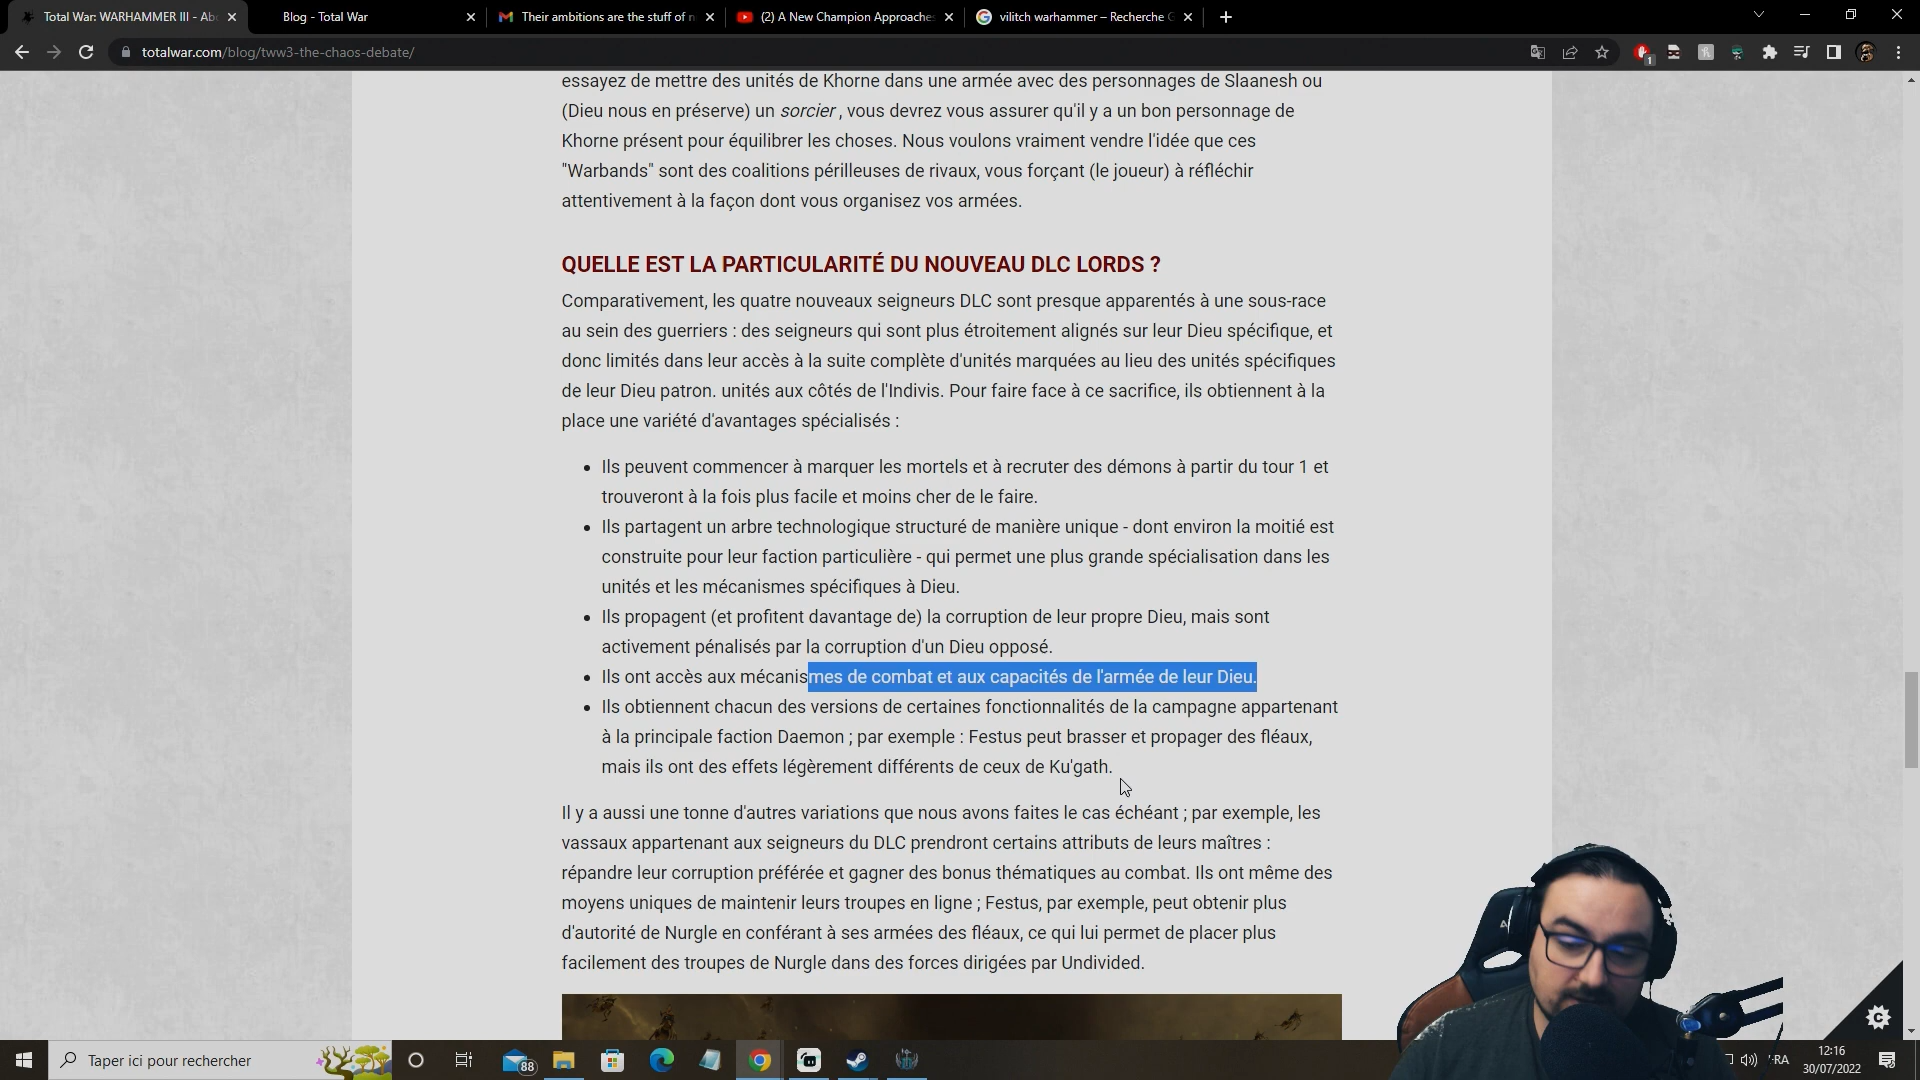 Total War: WARHAMMER III - Abo
Blog - Total War
Their ambitions are the stuff of n
(2) A New Champion Approache
vilitch warhammer – Recherche G
totalwar.com/blog/tww3-the-chaos-debate/
1
essayez de mettre des unités de Khorne dans une armée avec des personnages de Slaanesh ou
(Dieu nous en préserve) un sorcier , vous devrez vous assurer qu'il y a un bon personnage de
Khorne présent pour équilibrer les choses. Nous voulons vraiment vendre l'idée que ces
"Warbands" sont des coalitions périlleuses de rivaux, vous forçant (le joueur) à réfléchir
attentivement à la façon dont vous organisez vos armées.
QUELLE EST LA PARTICULARITÉ DU NOUVEAU DLC LORDS ?
Comparativement, les quatre nouveaux seigneurs DLC sont presque apparentés à une sous-race
au sein des guerriers : des seigneurs qui sont plus étroitement alignés sur leur Dieu spécifique, et
donc limités dans leur accès à la suite complète d'unités marquées au lieu des unités spécifiques
de leur Dieu patron. unités aux côtés de l'Indivis. Pour faire face à ce sacrifice, ils obtiennent à la
place une variété d'avantages spécialisés :
• Ils peuvent commencer à marquer les mortels et à recruter des démons à partir du tour 1 et
trouveront à la fois plus facile et moins cher de le faire.
• Ils partagent un arbre technologique structuré de manière unique - dont environ la moitié est
construite pour leur faction particulière - qui permet une plus grande spécialisation dans les
unités et les mécanismes spécifiques à Dieu.
• Ils propagent (et profitent davantage de) la corruption de leur propre Dieu, mais sont
activement pénalisés par la corruption d'un Dieu opposé.
• Ils ont accès aux mécanismes de combat et aux capacités de l'armée de leur Dieu.
• Ils obtiennent chacun des versions de certaines fonctionnalités de la campagne appartenant
à la principale faction Daemon ; par exemple : Festus peut brasser et propager des fléaux,
mais ils ont des effets légèrement différents de ceux de Ku'gath.
Il y a aussi une tonne d'autres variations que nous avons faites le cas échéant ; par exemple, les
vassaux appartenant aux seigneurs du DLC prendront certains attributs de leurs maîtres :
répandre leur corruption préférée et gagner des bonus thématiques au combat. Ils ont même des
moyens uniques de maintenir leurs troupes en ligne ; Festus, par exemple, peut obtenir plus
d'autorité de Nurgle en conférant à ses armées des fléaux, ce qui lui permet de placer plus
facilement des troupes de Nurgle dans des forces dirigées par Undivided.
Taper ici pour rechercher
88
12:16
30/07/2022